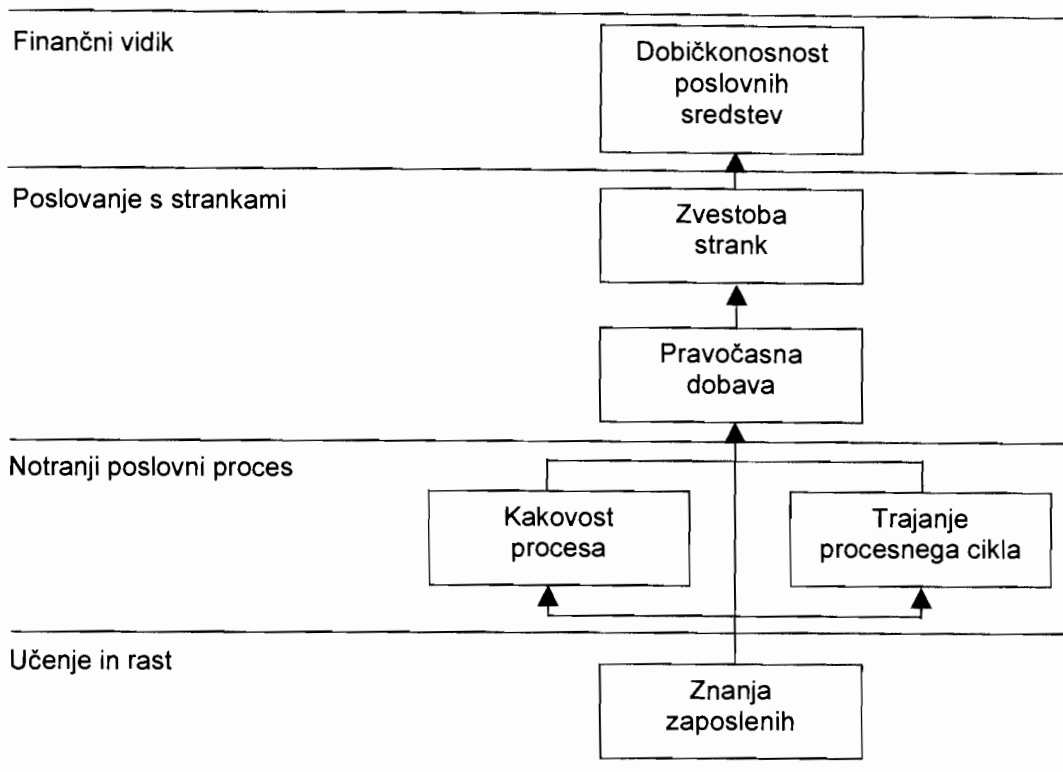 Finančni vidik
Dobičkonosnost
poslovnih
sredstev
Poslovanje s strankami
Zvestoba
strank
Pravočasna
dobava
Notranji poslovni proces
Kakovost
procesa
Trajanje
procesnega cikla
Učenje in rast
Znanja
zaposlenih